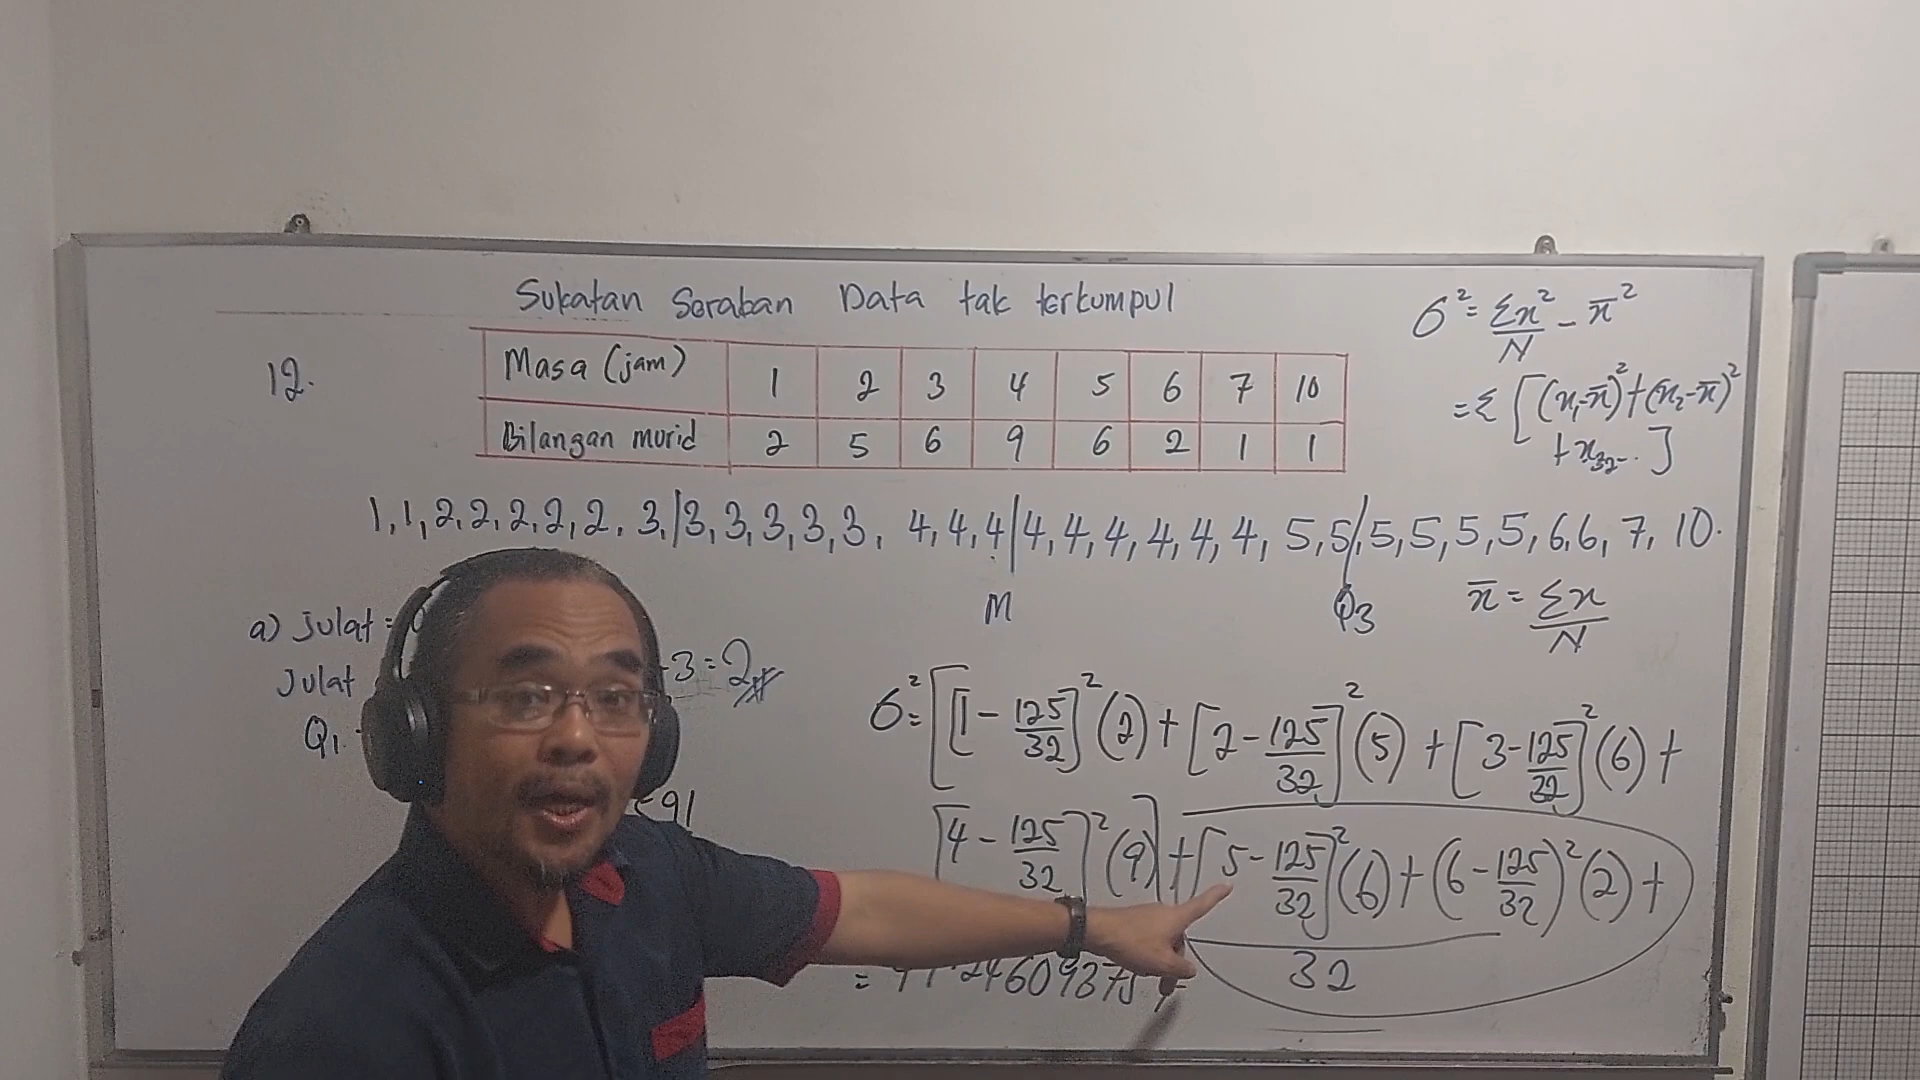 Sukatan Seraban Data tak terkumpul
12.
Masa (jam) 1 2 3 4 5 6 7 10
Bilangan murid 2 5 6 9 6 2 1 1
σ² = Σx²/N - x̄²
= Σ[(x₁-x̄)²+(x₂-x̄)²
+x₃₂-..]
1,1,2,2,2,2,2,3,|3,3,3,3,3,4,4,4|4,4,4,4,4,4,5,5|,5,5,5,5,6,6,7,10.
M Q₃
x̄ = Σx/N
a) Julat =
Julat -3=2
Q₁
σ²=[[1-125/32]²(2)+[2-125/32]²(5)+[3-125/32]²(6)+
[4-125/32]²(9)]+[5-125/32]²(6)+(6-125/32)²(2)+
32